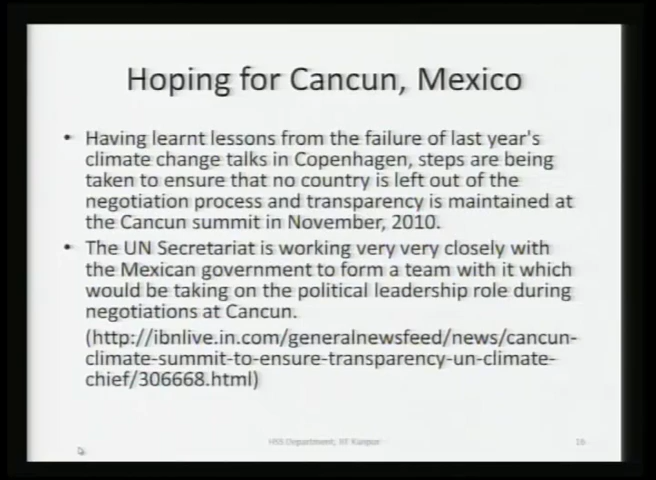 Hoping for Cancun, Mexico
• Having learnt lessons from the failure of last year's
climate change talks in Copenhagen, steps are being
taken to ensure that no country is left out of the
negotiation process and transparency is maintained at
the Cancun summit in November, 2010.
• The UN Secretariat is working very very closely with
the Mexican government to form a team with it which
would be taking on the political leadership role during
negotiations at Cancun.
(http://ibnlive.in.com/generalnewsfeed/news/cancun-
climate-summit-to-ensure-transparency-un-climate-
chief/306668.html)
HSS Department, IIT Kanpur
16